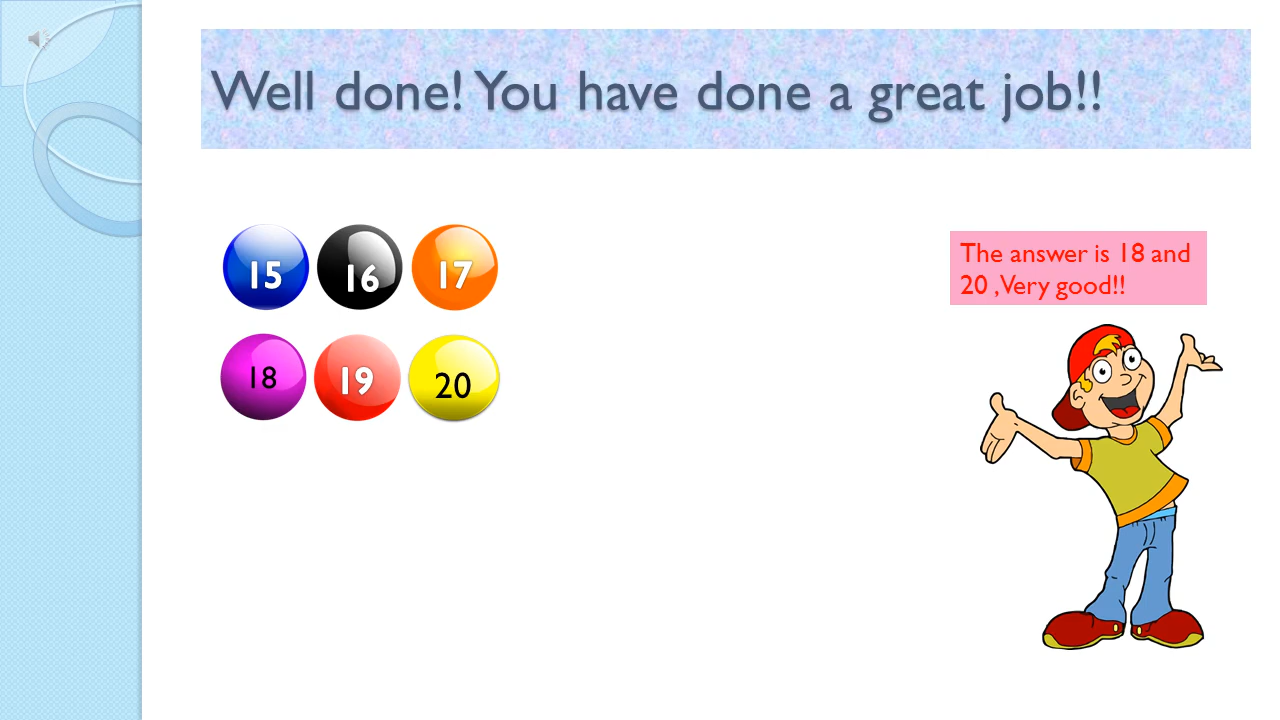 Well done! You have done a great job!!
15 16 17
18 19 20
The answer is 18 and
20 ,Very good!!